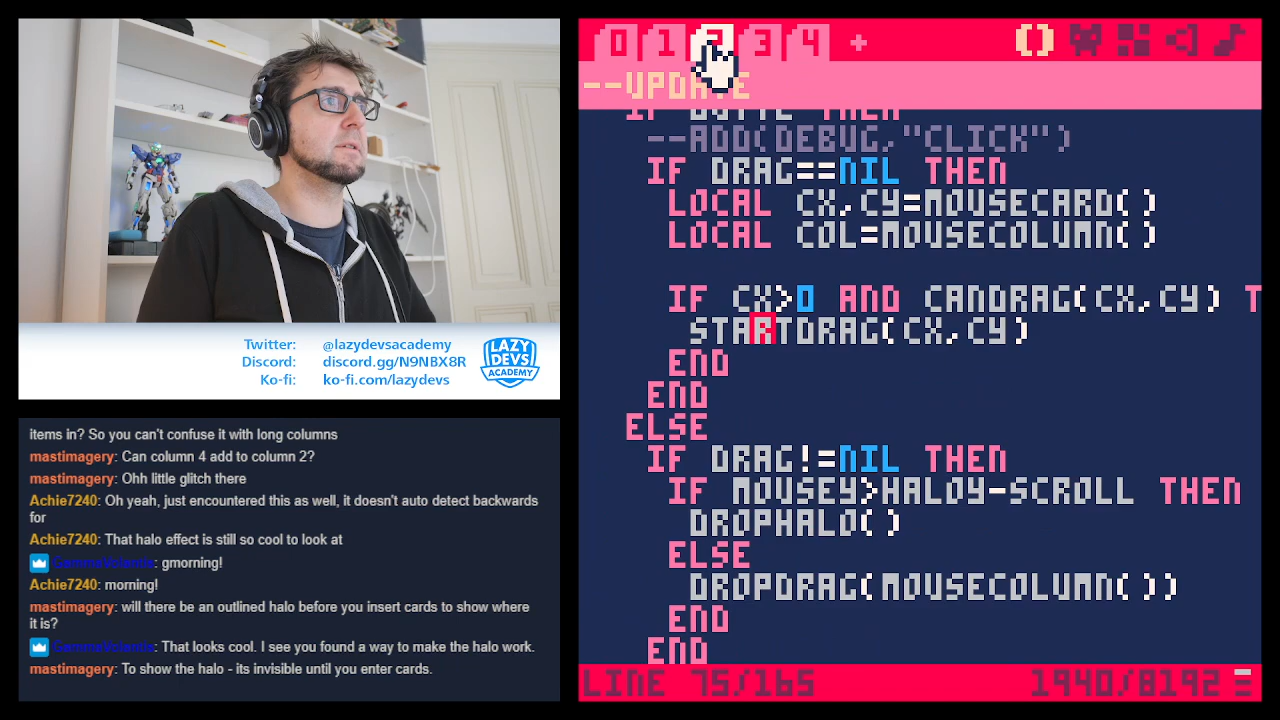 Twitter: @lazydevsacademy
Discord: discord.gg/N9NBX8R
Ko-fi: ko-fi.com/lazydevs
LAZY
DEVS
ACADEMY
items in? So you can't confuse it with long columns
mastimagery: Can column 4 add to column 2?
mastimagery: Ohh little glitch there
Achie7240: Oh yeah, just encountered this as well, it doesn't auto detect backwards
for
Achie7240: That halo effect is still so cool to look at
: gmorning!
Achie7240: morning!
mastimagery: will there be an outlined halo before you insert cards to show where
it is?
: That looks cool. I see you found a way to make the halo work.
mastimagery: To show the halo - its invisible until you enter cards.
0 1 2 3 4 +
--UPDATE
IF THEN
--ADD(DEBUG,"CLICK")
IF DRAG==NIL THEN
LOCAL CX,CY=MOUSECARD()
LOCAL COL=MOUSECOLUMN()
IF CX>0 AND CANDRAG(CX,CY) T
STARTDRAG(CX,CY)
END
END
ELSE
IF DRAG!=NIL THEN
IF MOUSEY>HALOY-SCROLL THEN
DROPHALO()
ELSE
DROPDRAG(MOUSECOLUMN())
END
END
LINE 75/165 1940/8192